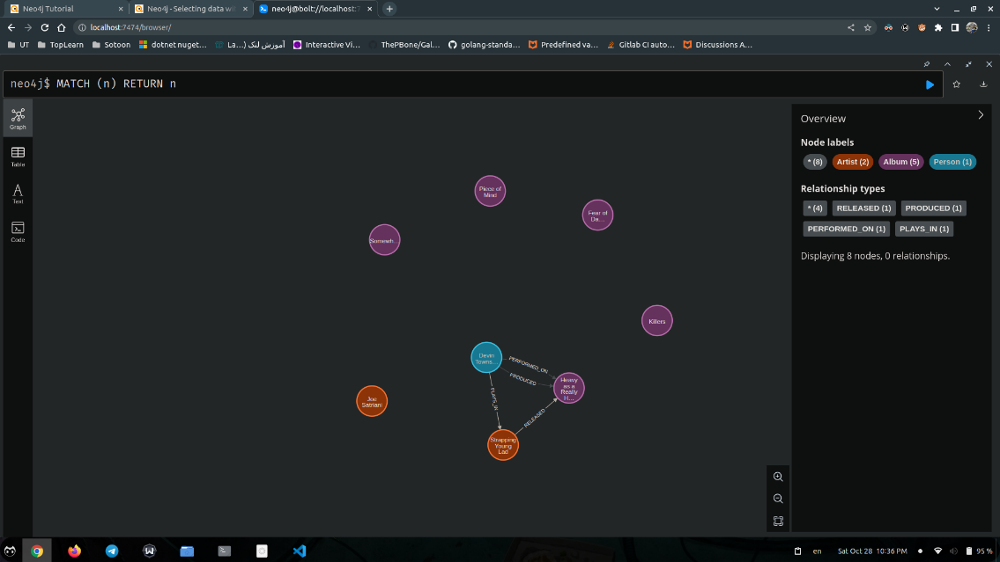 Neo4j Tutorial
Neo4j - Selecting data wi
neo4j@bolt://localhost:7
localhost:7474/browser/
UT
TopLearn
Sotoon
dotnet nuget…
آموزش لنک (…La
Interactive Vi…
ThePBone/Gal…
golang-standa…
Predefined va…
Gitlab CI auto…
Discussions A…
neo4j$ MATCH (n) RETURN n
Graph
Table
Text
Code
Piece of
Mind
Fear of
Da…
Somewh…
Killers
Devin
Towns…
PERFORMED_ON
PRODUCED
Heavy
as a
Really
H…
PLAYS_IN
RELEASED
Joe
Satriani
Strapping
Young
Lad
Overview
Node labels
* (8) Artist (2) Album (5) Person (1)
Relationship types
* (4) RELEASED (1) PRODUCED (1)
PERFORMED_ON (1) PLAYS_IN (1)
Displaying 8 nodes, 0 relationships.
en
Sat Oct 28 10:36 PM
95 %